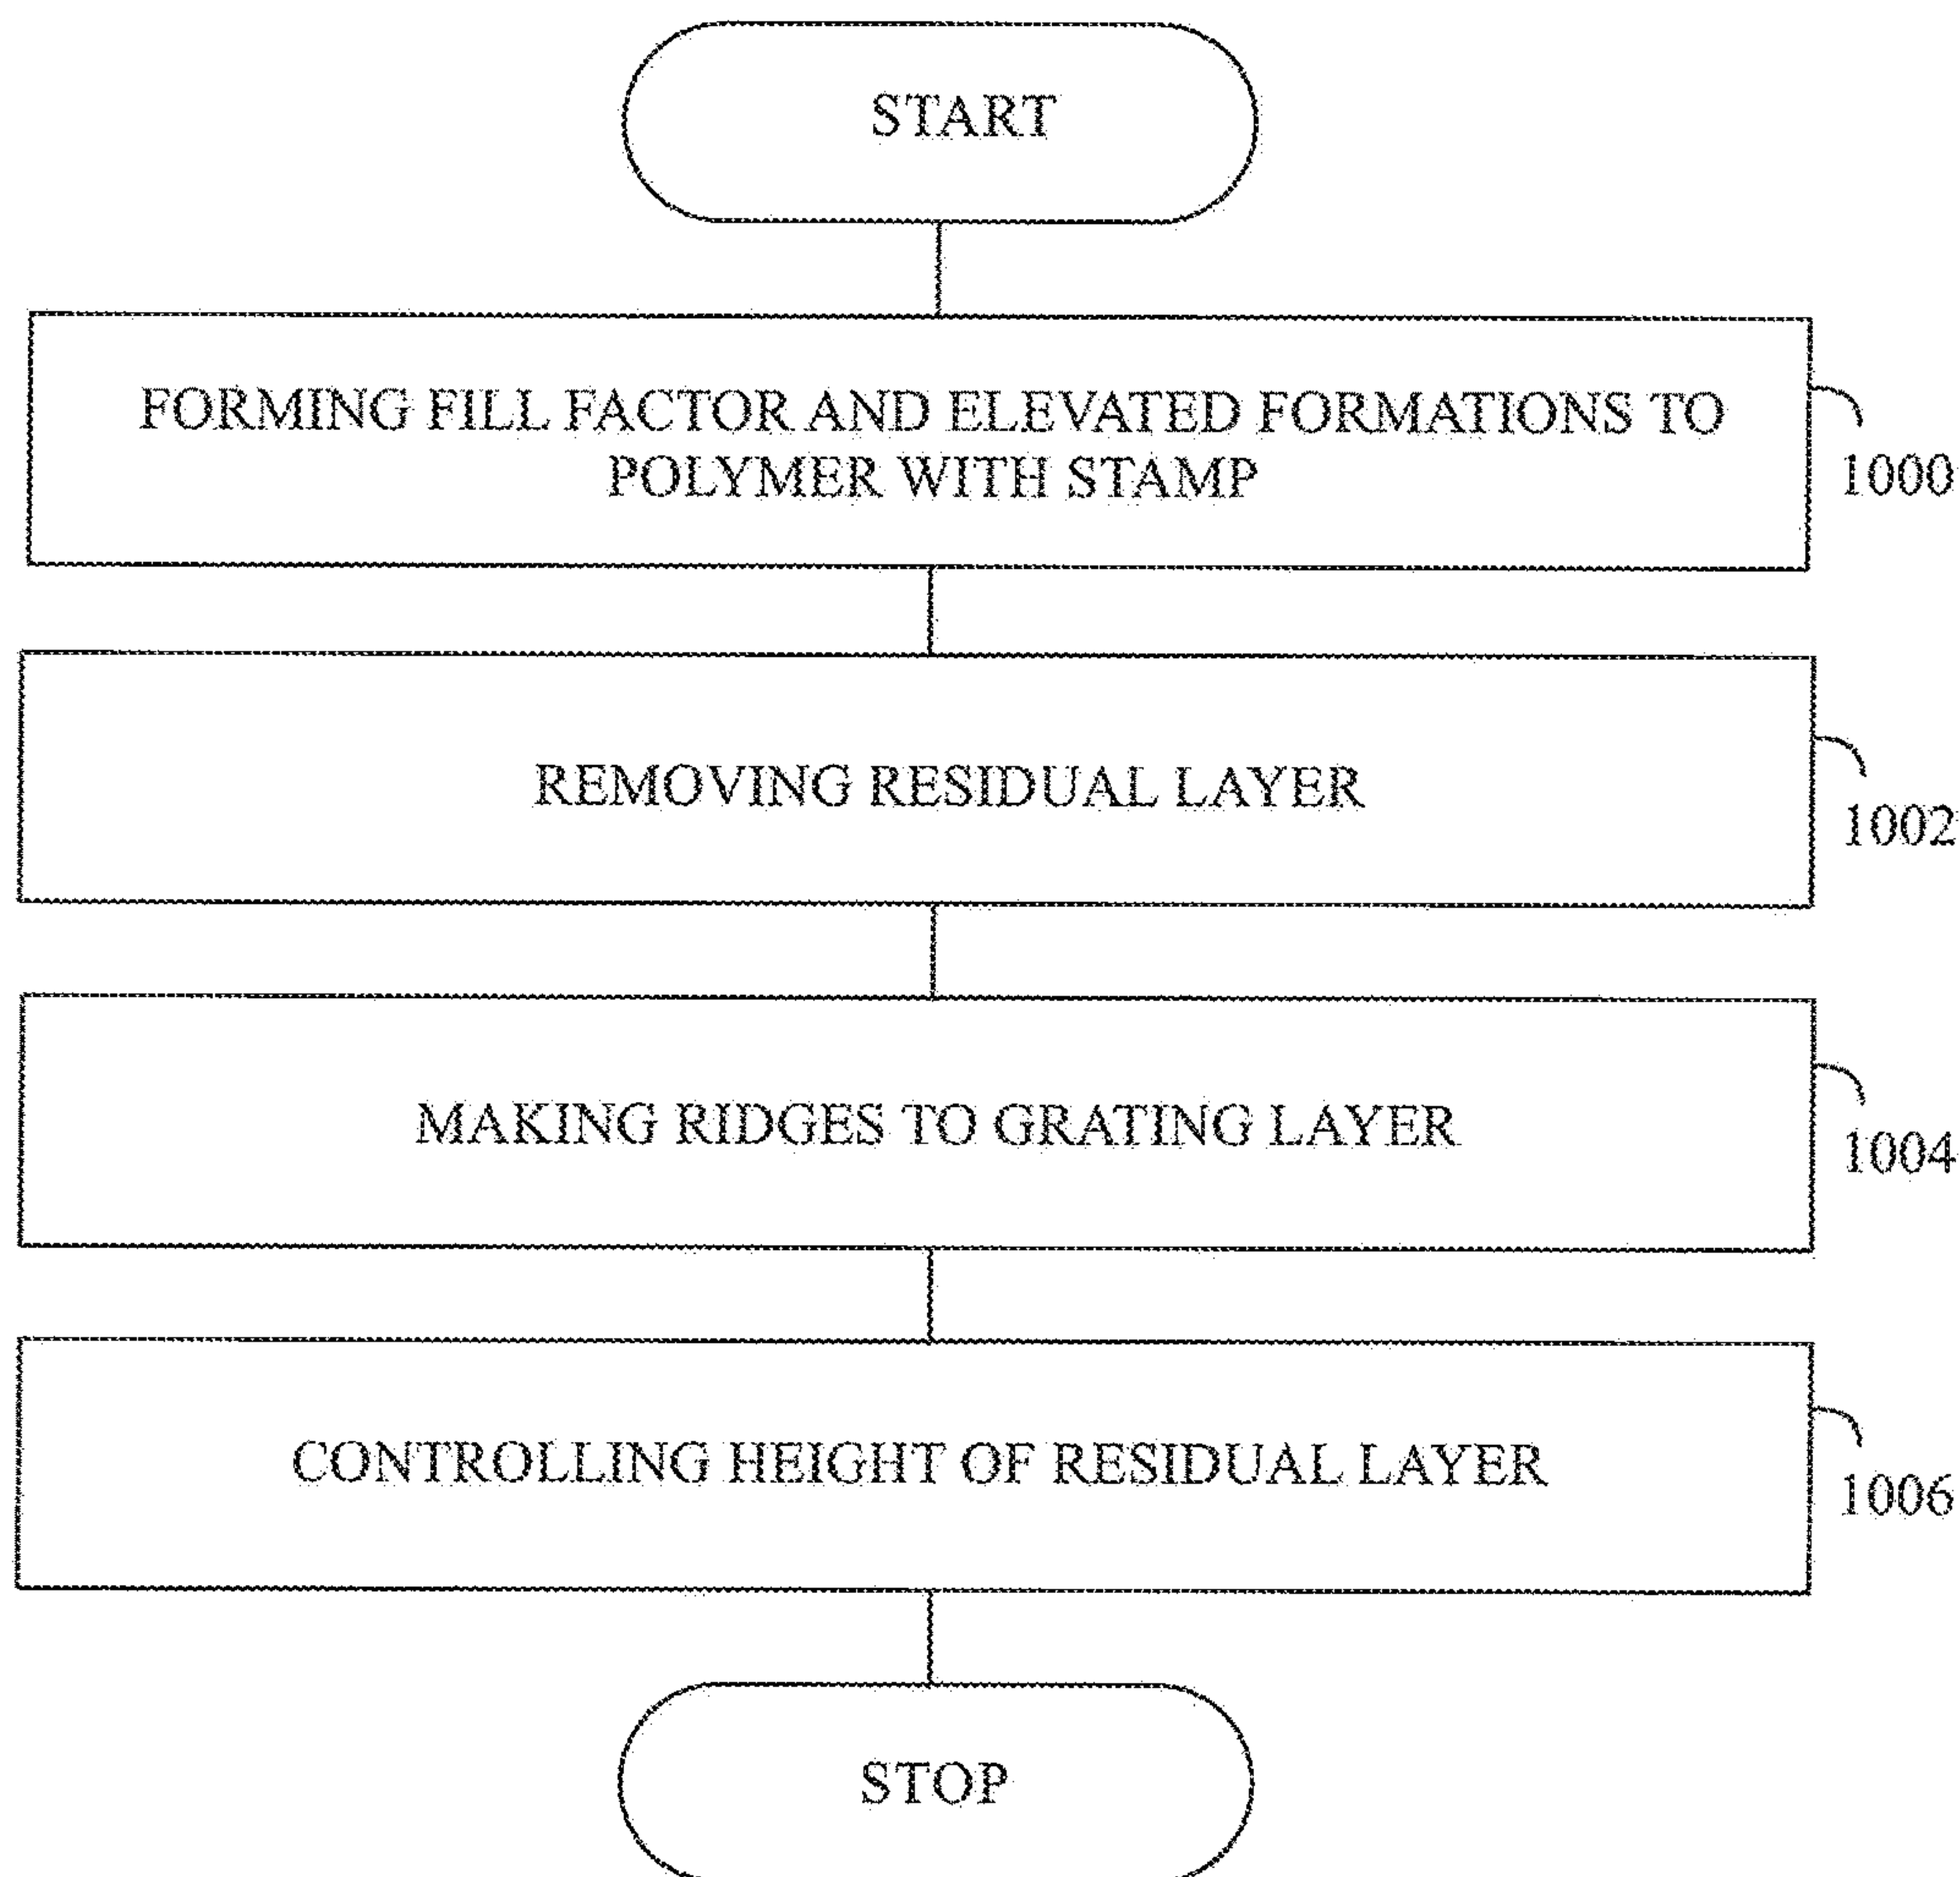 START
FORMING FILL FACTOR AND ELEVATED FORMATIONS TO
POLYMER WITH STAMP
1000
REMOVING RESIDUAL LAYER
1002
MAKING RIDGES TO GRATING LAYER
1004
CONTROLLING HEIGHT OF RESIDUAL LAYER
1006
STOP